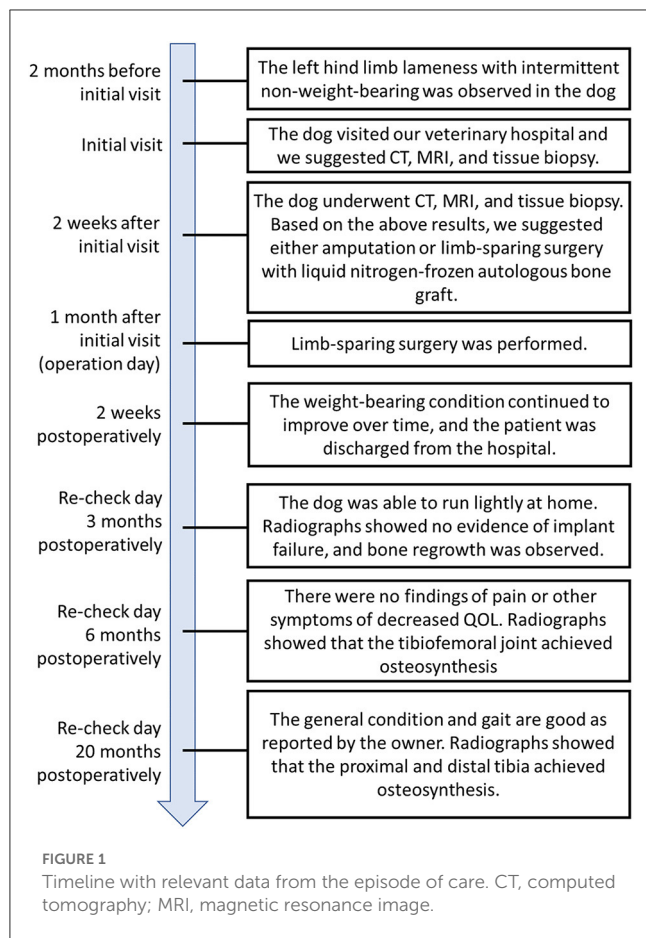 2 months before
initial visit
The left hind limb lameness with intermittent
non-weight-bearing was observed in the dog
Initial visit
The dog visited our veterinary hospital and
we suggested CT, MRI, and tissue biopsy.
2 weeks after
initial visit
The dog underwent CT, MRI, and tissue biopsy.
Based on the above results, we suggested
either amputation or limb-sparing surgery
with liquid nitrogen-frozen autologous bone
graft.
1 month after
initial visit
(operation day)
Limb-sparing surgery was performed.
2 weeks
postoperatively
The weight-bearing condition continued to
improve over time, and the patient was
discharged from the hospital.
Re-check day
3 months
postoperatively
The dog was able to run lightly at home.
Radiographs showed no evidence of implant
failure, and bone regrowth was observed.
Re-check day
6 months
postoperatively
There were no findings of pain or other
symptoms of decreased QOL. Radiographs
showed that the tibiofemoral joint achieved
osteosynthesis
Re-check day
20 months
postoperatively
The general condition and gait are good as
reported by the owner. Radiographs showed
that the proximal and distal tibia achieved
osteosynthesis.
FIGURE 1
Timeline with relevant data from the episode of care. CT, computed
tomography; MRI, magnetic resonance image.